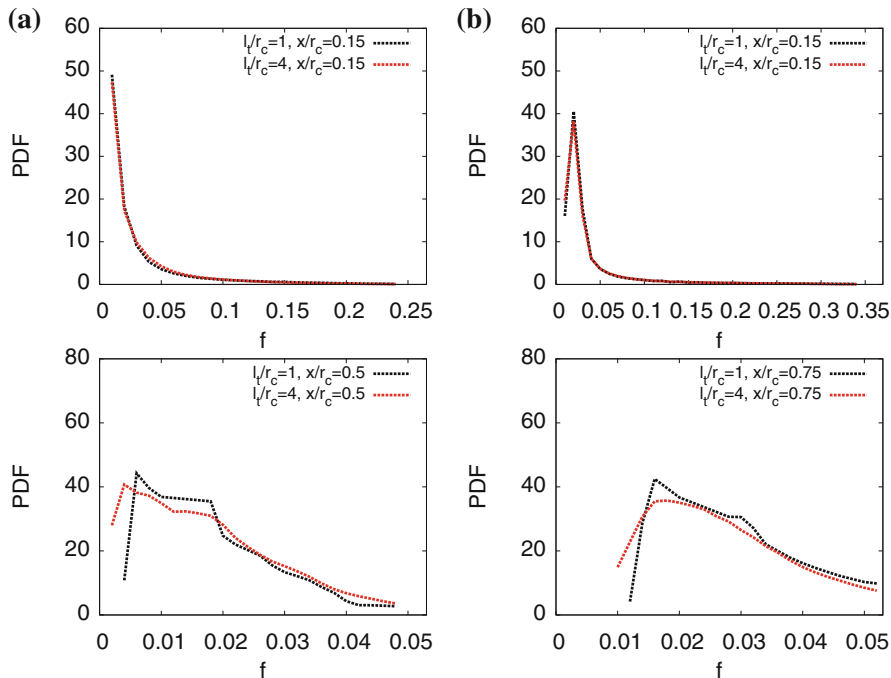 (a)
l_t/r_c=1, x/r_c=0.15
l_t/r_c=4, x/r_c=0.15
PDF
60
50
40
30
20
10
0
0 0.05 0.1 0.15 0.2 0.25
f
(b)
l_t/r_c=1, x/r_c=0.15
l_t/r_c=4, x/r_c=0.15
PDF
60
50
40
30
20
10
0
0.05 0.1 0.15 0.2 0.25 0.3 0.35
f
l_t/r_c=1, x/r_c=0.5
l_t/r_c=4, x/r_c=0.5
PDF
80
60
40
20
0
0 0.01 0.02 0.03 0.04 0.05
f
l_t/r_c=1, x/r_c=0.75
l_t/r_c=4, x/r_c=0.75
PDF
80
60
40
20
0
0 0.01 0.02 0.03 0.04 0.05
f